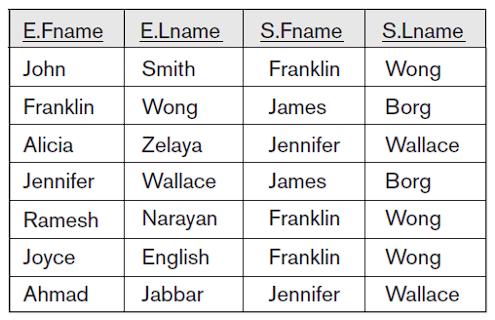 E.Fname E.Lname S.Fname S.Lname
John Smith Franklin Wong
Franklin Wong James Borg
Alicia Zelaya Jennifer Wallace
Jennifer Wallace James Borg
Ramesh Narayan Franklin Wong
Joyce English Franklin Wong
Ahmad Jabbar Jennifer Wallace